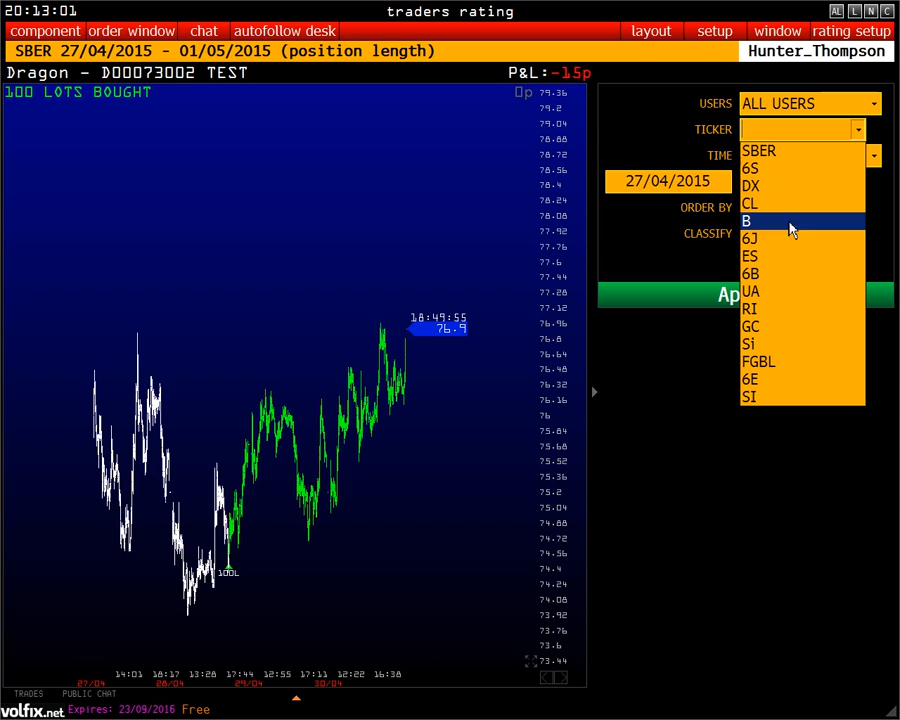 20:13:01
traders rating
AL L N C
component order window chat autofollow desk layout setup window rating setup
SBER 27/04/2015 - 01/05/2015 (position length)
Hunter_Thompson
Dragon - D00073002 TEST
P&L:-15p
100 LOTS BOUGHT
0p
79.36
79.2
79.04
78.88
78.72
78.56
78.4
78.24
78.08
77.92
77.76
77.6
77.44
77.28
77.12
76.96
76.8
76.64
76.48
76.32
76.16
76
75.84
75.68
75.52
75.36
75.2
75.04
74.88
74.72
74.56
74.4
74.24
74.08
73.92
73.76
73.6
73.44
18:49:55
76.9
100L
14:01 18:17 13:28 17:44 12:55 17:11 12:22 16:38
27/04 28/04 29/04 30/04
USERS ALL USERS
TICKER
TIME
27/04/2015
ORDER BY
CLASSIFY
Ap
SBER
6S
DX
CL
B
6J
ES
6B
UA
RI
GC
Si
FGBL
6E
SI
TRADES PUBLIC CHAT
volfix.net Expires: 23/09/2016 Free